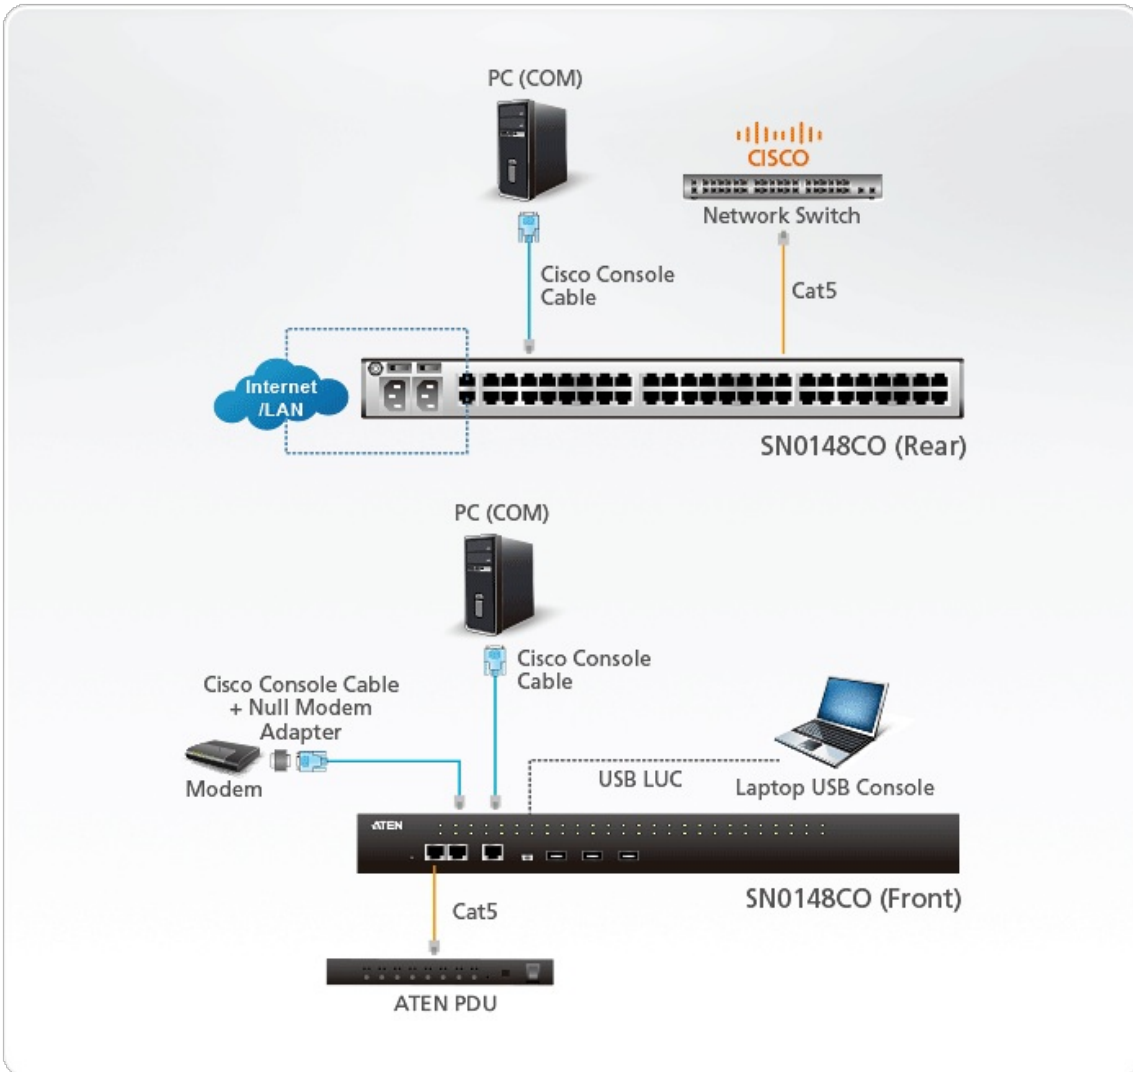 PC (COM)
CISCO
Network Switch
Cisco Console
Cable
Cat5
Internet
/LAN
SN0148CO (Rear)
PC (COM)
Cisco Console
Cable
Cisco Console Cable
+ Null Modem
Adapter
Modem
USB LUC
Laptop USB Console
ATEN
SN0148CO (Front)
Cat5
ATEN PDU